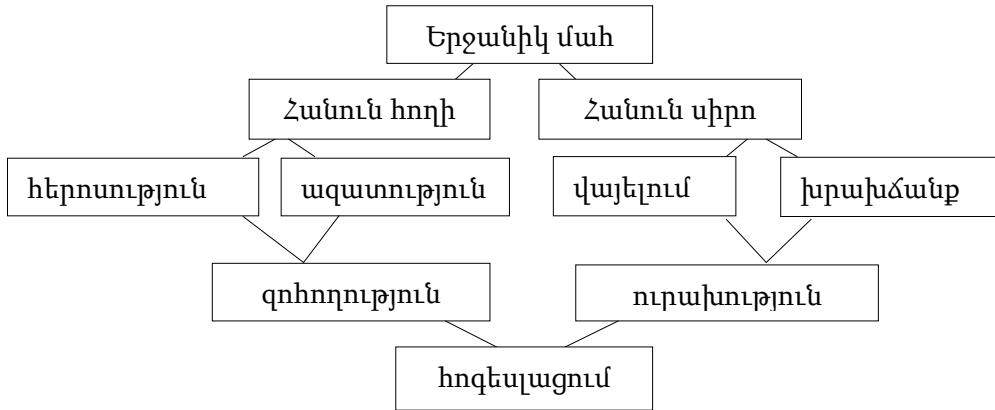 Երջանիկ մահ
Հանուն հողի
Հանուն սիրո
հերոսություն
ազատություն
վայելում
խրախճանք
զոհողություն
ուրախություն
հոգեսլացում